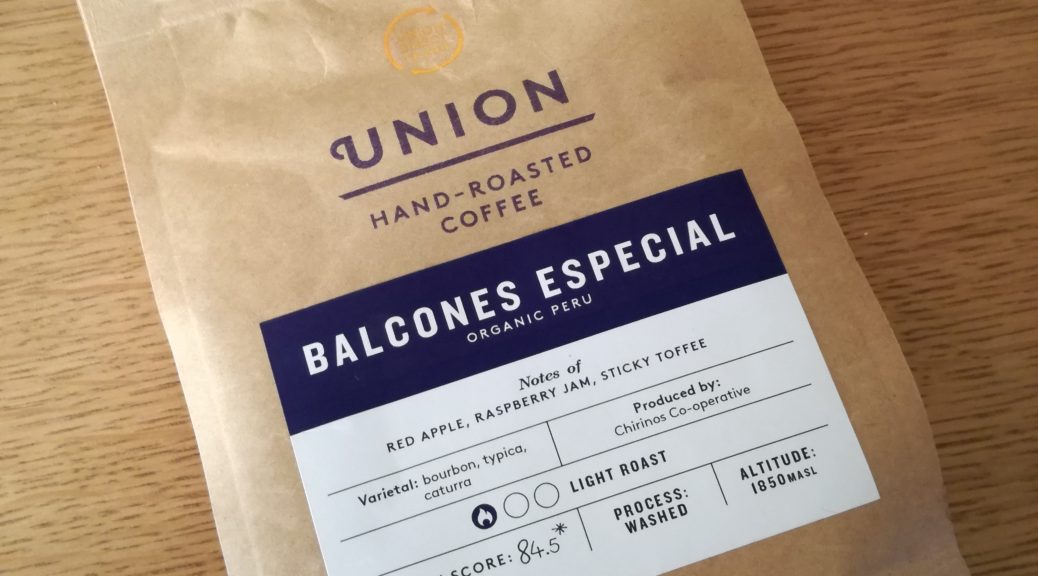 UNION
HAND-ROASTED
COFFEE
BALCONES ESPECIAL
ORGANIC PERU
Notes of
RED APPLE, RASPBERRY JAM, STICKY TOFFEE
Varietal: bourbon, typica,
caturra
Produced by:
Chirinos Co-operative
LIGHT ROAST
SCORE: 84.5*
PROCESS:
WASHED
ALTITUDE:
1850MASL